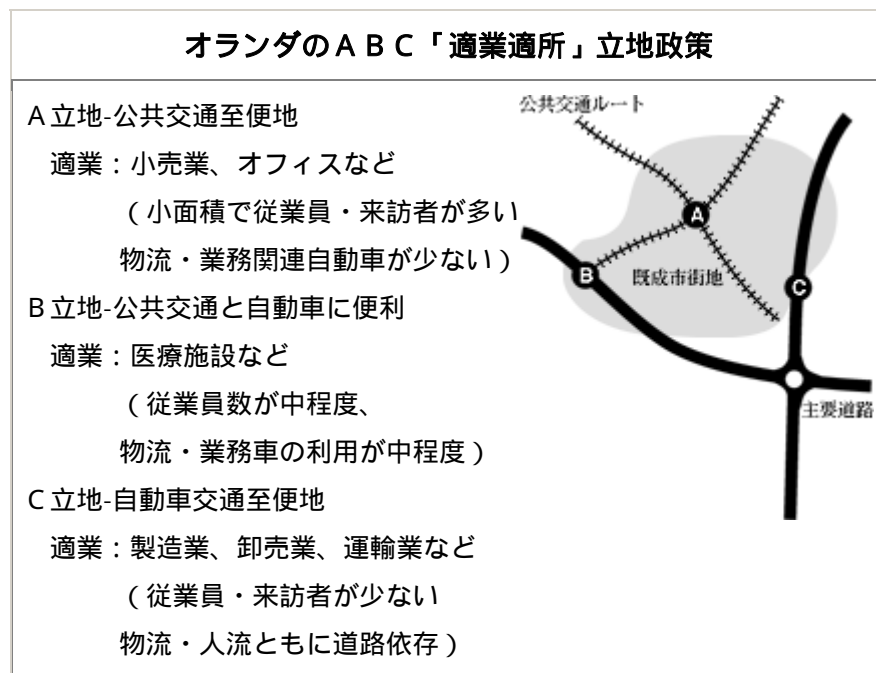 オランダのＡＢＣ「適業適所」立地政策
Ａ立地-公共交通至便地
適業：小売業、オフィスなど
（小面積で従業員・来訪者が多い
物流・業務関連自動車が少ない）
Ｂ立地-公共交通と自動車に便利
適業：医療施設など
（従業員数が中程度、
物流・業務車の利用が中程度）
Ｃ立地-自動車交通至便地
適業：製造業、卸売業、運輸業など
（従業員・来訪者が少ない
物流・人流ともに道路依存）
公共交通ルート
A
B
既成市街地
C
主要道路